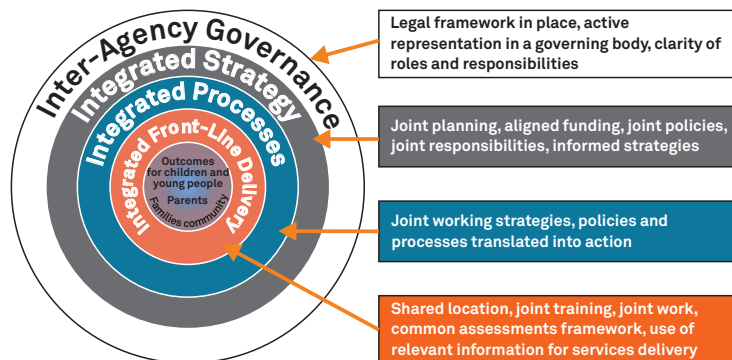 Inter-Agency Governance
Integrated Strategy
Integrated Processes
Integrated Front-Line Delivery
Outcomes
for children and
young people
Parents
Families community
Legal framework in place, active
representation in a governing body, clarity of
roles and responsibilities
Joint planning, aligned funding, joint policies,
joint responsibilities, informed strategies
Joint working strategies, policies and
processes translated into action
Shared location, joint training, joint work,
common assessments framework, use of
relevant information for services delivery